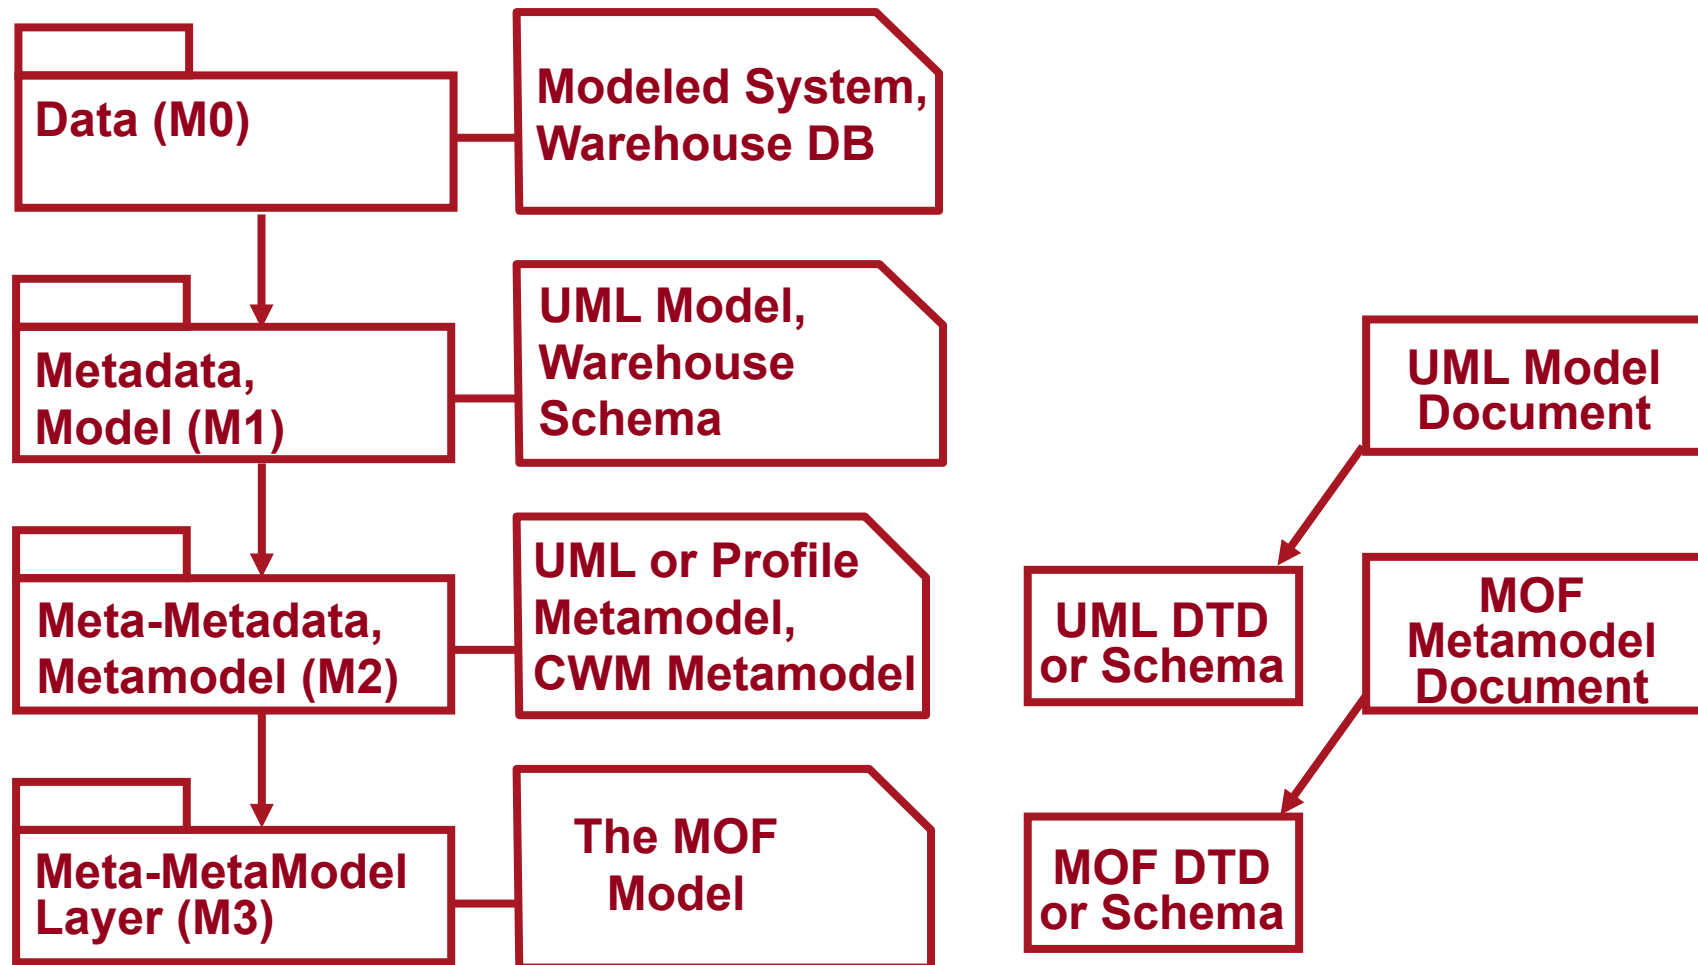 Data (M0)
Modeled System,
Warehouse DB
Metadata,
Model (M1)
UML Model,
Warehouse
Schema
UML Model
Document
Meta-Metadata,
Metamodel (M2)
UML or Profile
Metamodel,
CWM Metamodel
UML DTD
or Schema
MOF
Metamodel
Document
Meta-MetaModel
Layer (M3)
The MOF
Model
MOF DTD
or Schema